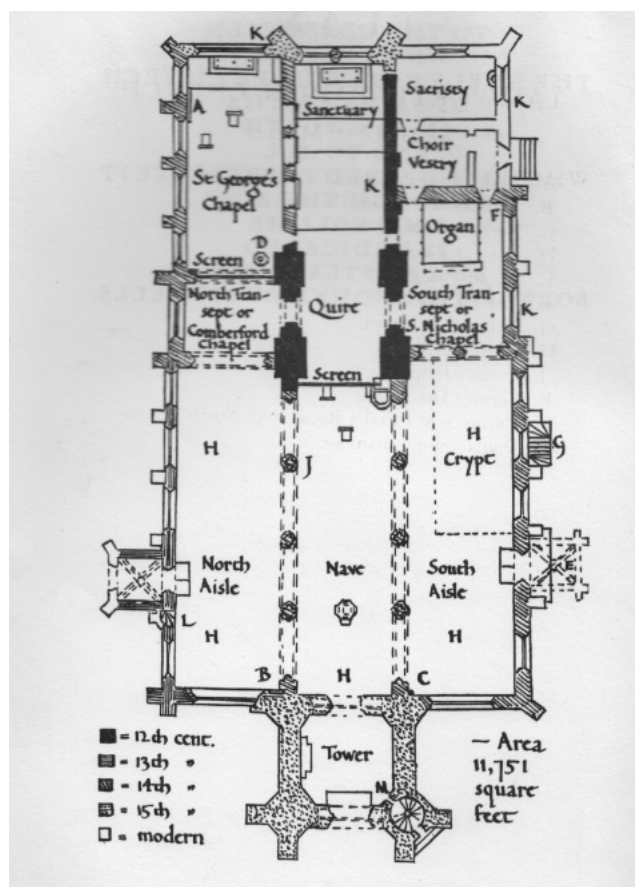 K
Sacristy
Sanctuary
K
A
Choir
Vestry
St George's
Chapel
K
F
Organ
D
Screen
North Tran-
sept or
Comberford
Chapel
Quire
South Tran-
sept or
S. Nicholas
Chapel
K
Screen
H
J
H
Crypt
G
North
Aisle
Nave
South
Aisle
E
L
H
H
B
H
C
= 12th cent.
= 13th "
= 14th "
= 15th "
= modern
Tower
N
— Area
11,751
square
feet